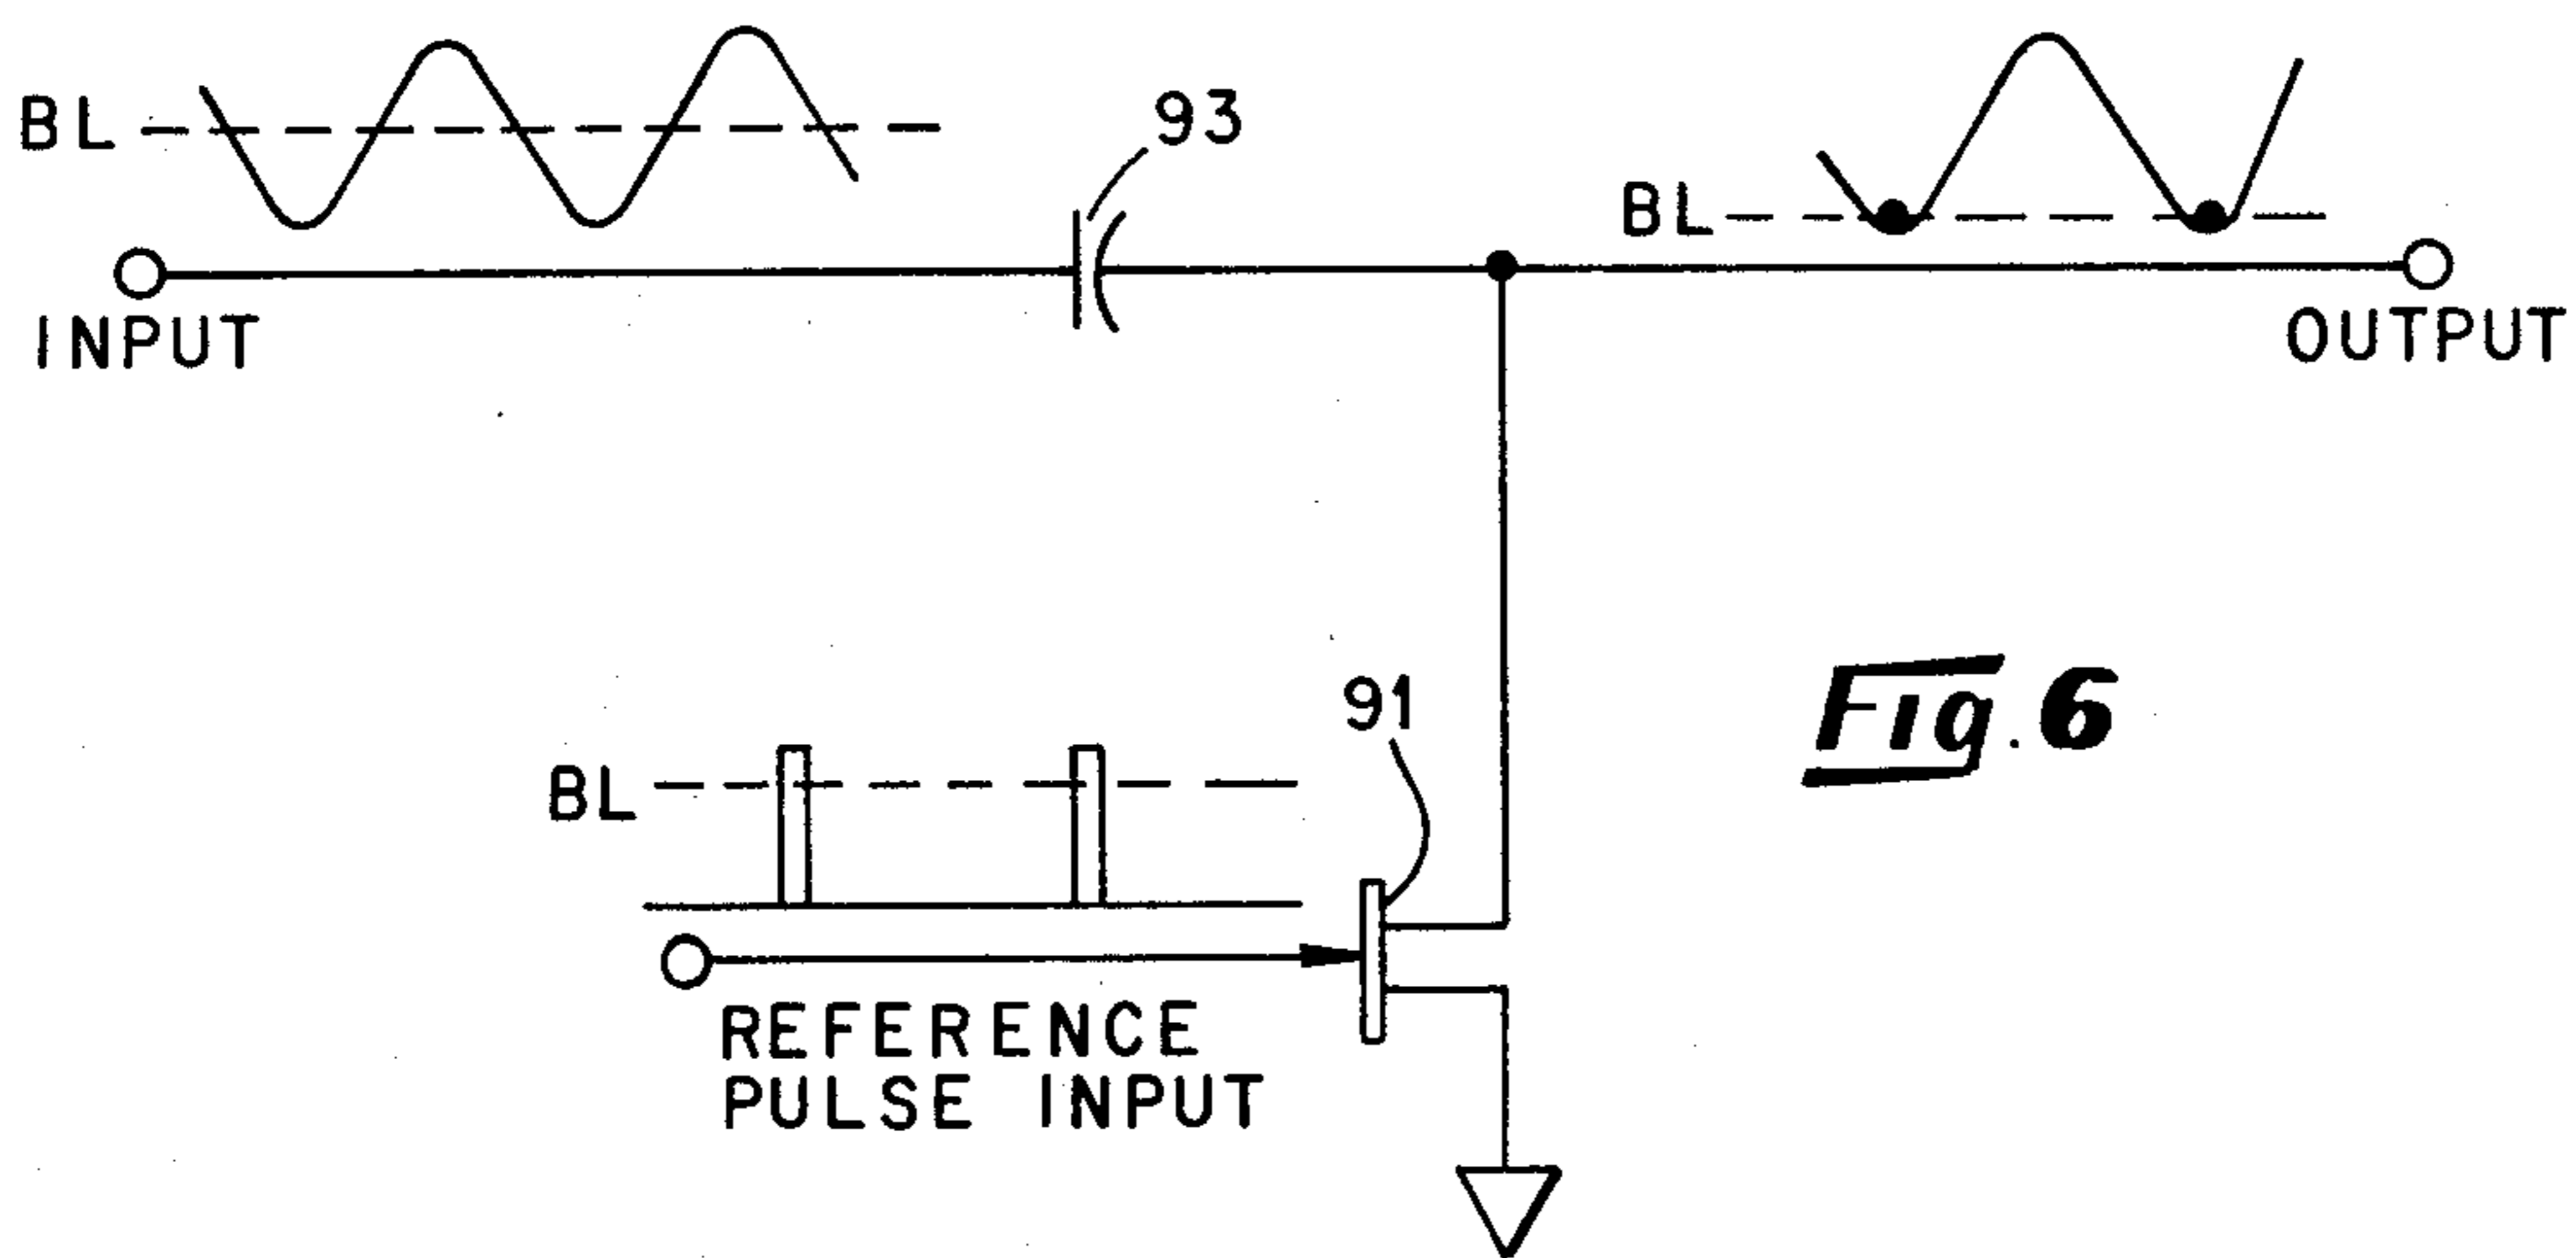 BL
93
BL
INPUT
OUTPUT
91
Fig. 6
BL
REFERENCE
PULSE INPUT